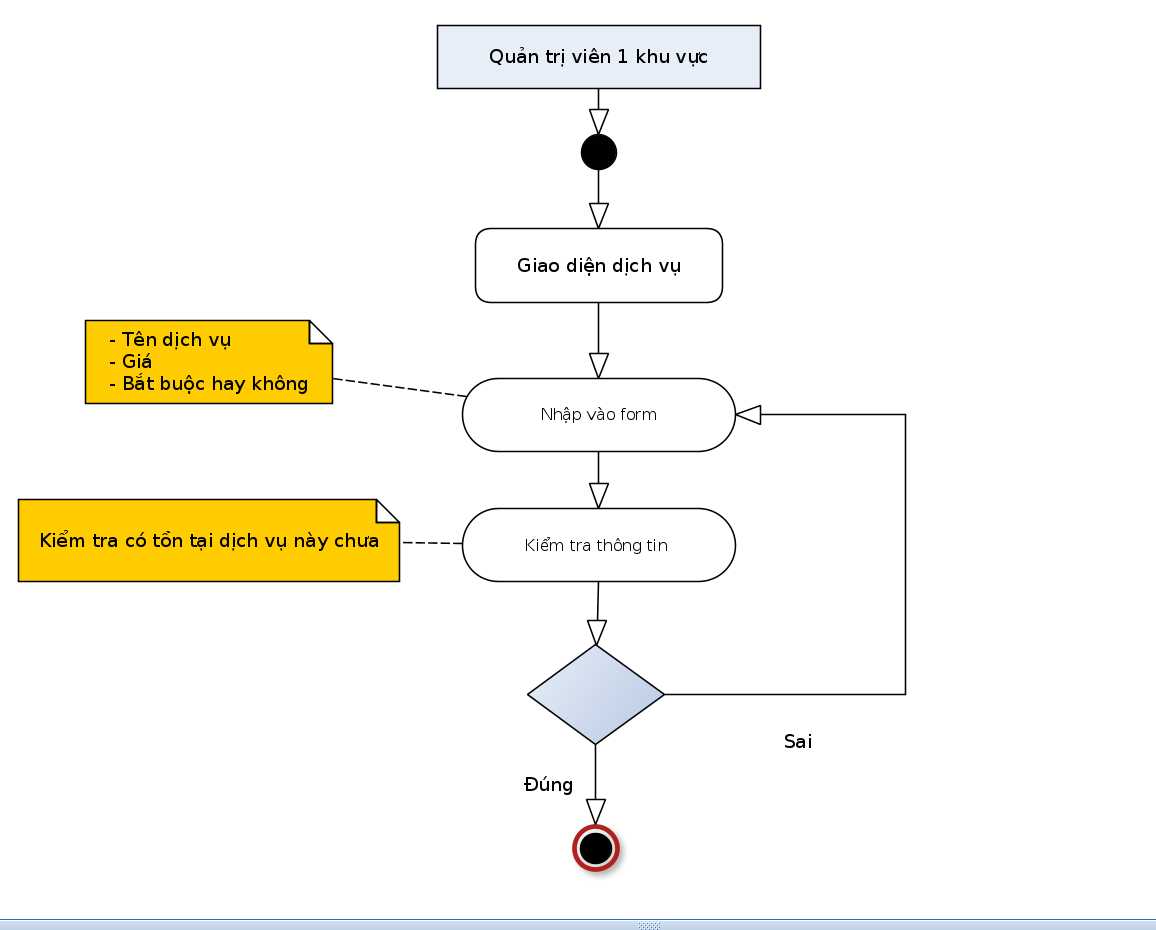 Quản trị viên 1 khu vực
Giao diện dịch vụ
- Tên dịch vụ
- Giá
- Bắt buộc hay không
Nhập vào form
Kiểm tra có tồn tại dịch vụ này chưa
Kiểm tra thông tin
Sai
Đúng